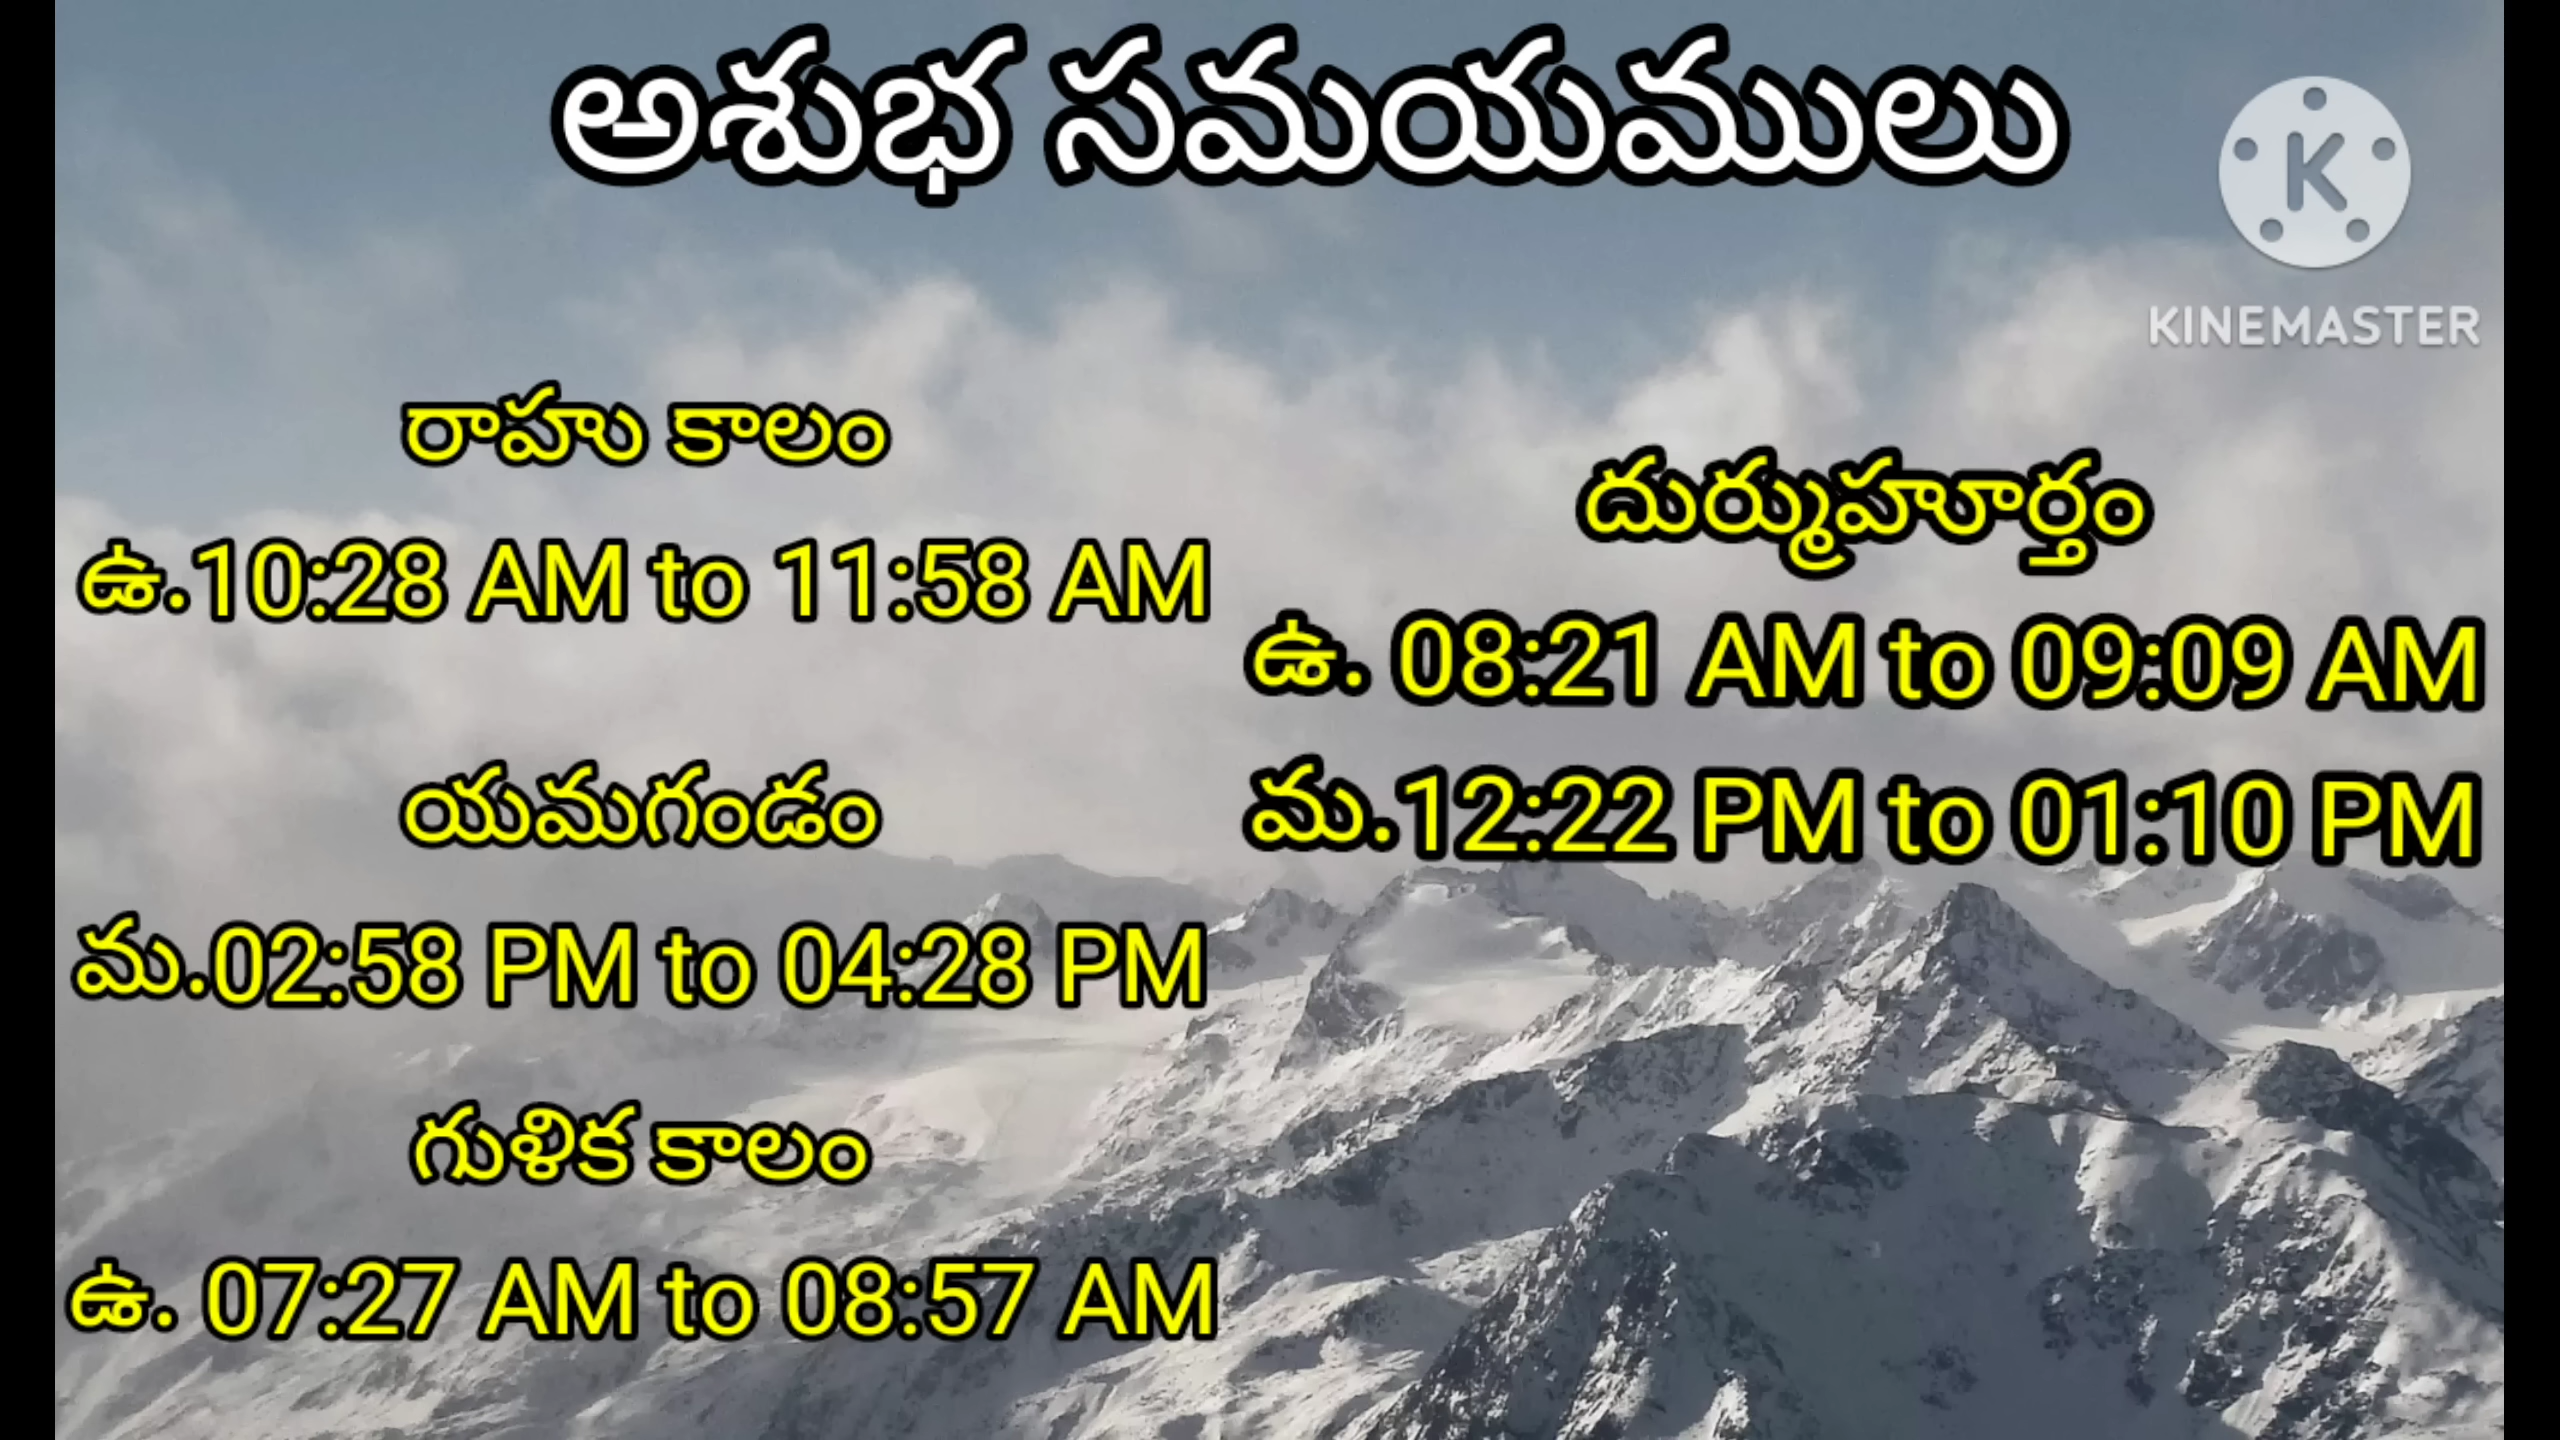 అశుభ సమయములు
KINEMASTER
రాహు కాలం
ఉ.10:28 AM to 11:58 AM
యమగండం
మ.02:58 PM to 04:28 PM
గుళిక కాలం
ఉ. 07:27 AM to 08:57 AM
దుర్ముహూర్తం
ఉ. 08:21 AM to 09:09 AM
మ.12:22 PM to 01:10 PM